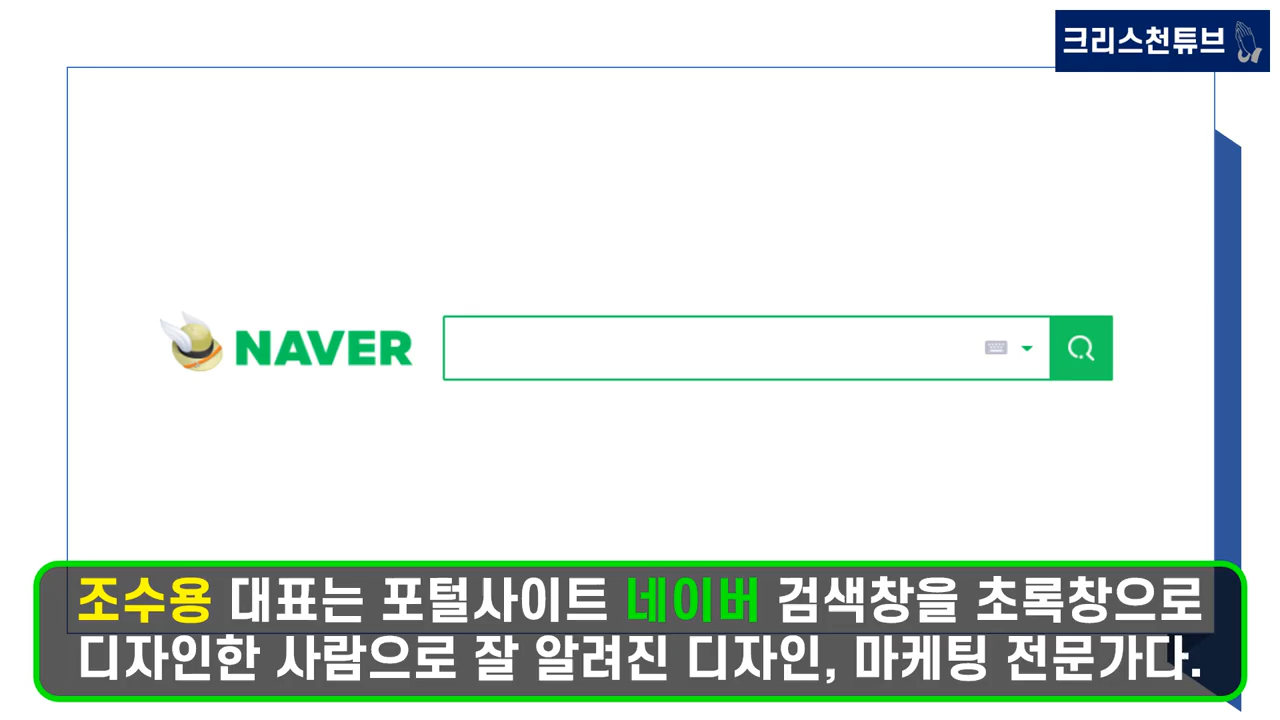 크리스천튜브
NAVER
조수용 대표는 포털사이트 네이버 검색창을 초록창으로
디자인한 사람으로 잘 알려진 디자인, 마케팅 전문가다.